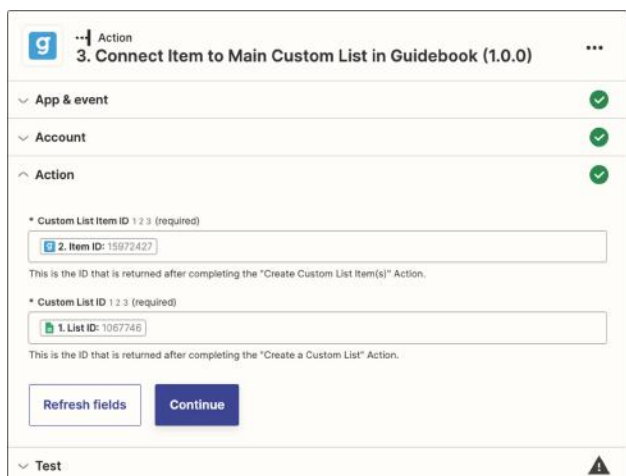 Action
3. Connect Item to Main Custom List in Guidebook (1.0.0)
App & event
Account
Action
* Custom List Item ID 1 2 3 (required)
g 2. Item ID: 15972427
This is the ID that is returned after completing the "Create Custom List Item(s)" Action.
* Custom List ID 1 2 3 (required)
1. List ID: 1067746
This is the ID that is returned after completing the "Create a Custom List" Action.
Refresh fields Continue
Test